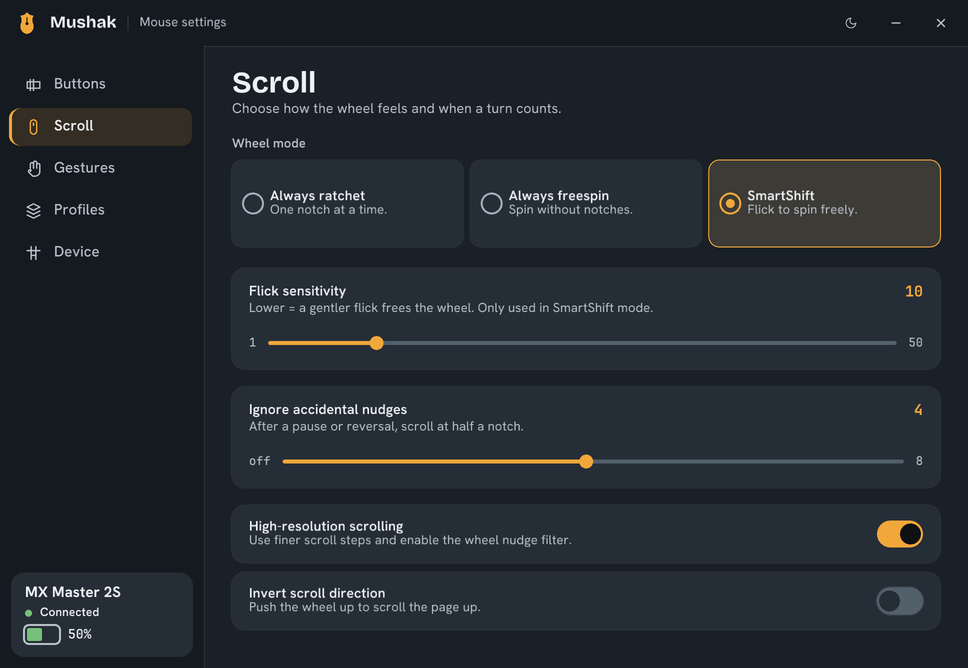 Mushak
Mouse settings
Buttons
Scroll
Gestures
Profiles
Device
MX Master 2S
Connected
50%
Scroll
Choose how the wheel feels and when a turn counts.
Wheel mode
Always ratchet
One notch at a time.
Always freespin
Spin without notches.
SmartShift
Flick to spin freely.
Flick sensitivity
10
Lower = a gentler flick frees the wheel. Only used in SmartShift mode.
1
50
Ignore accidental nudges
4
After a pause or reversal, scroll at half a notch.
off
8
High-resolution scrolling
Use finer scroll steps and enable the wheel nudge filter.
Invert scroll direction
Push the wheel up to scroll the page up.